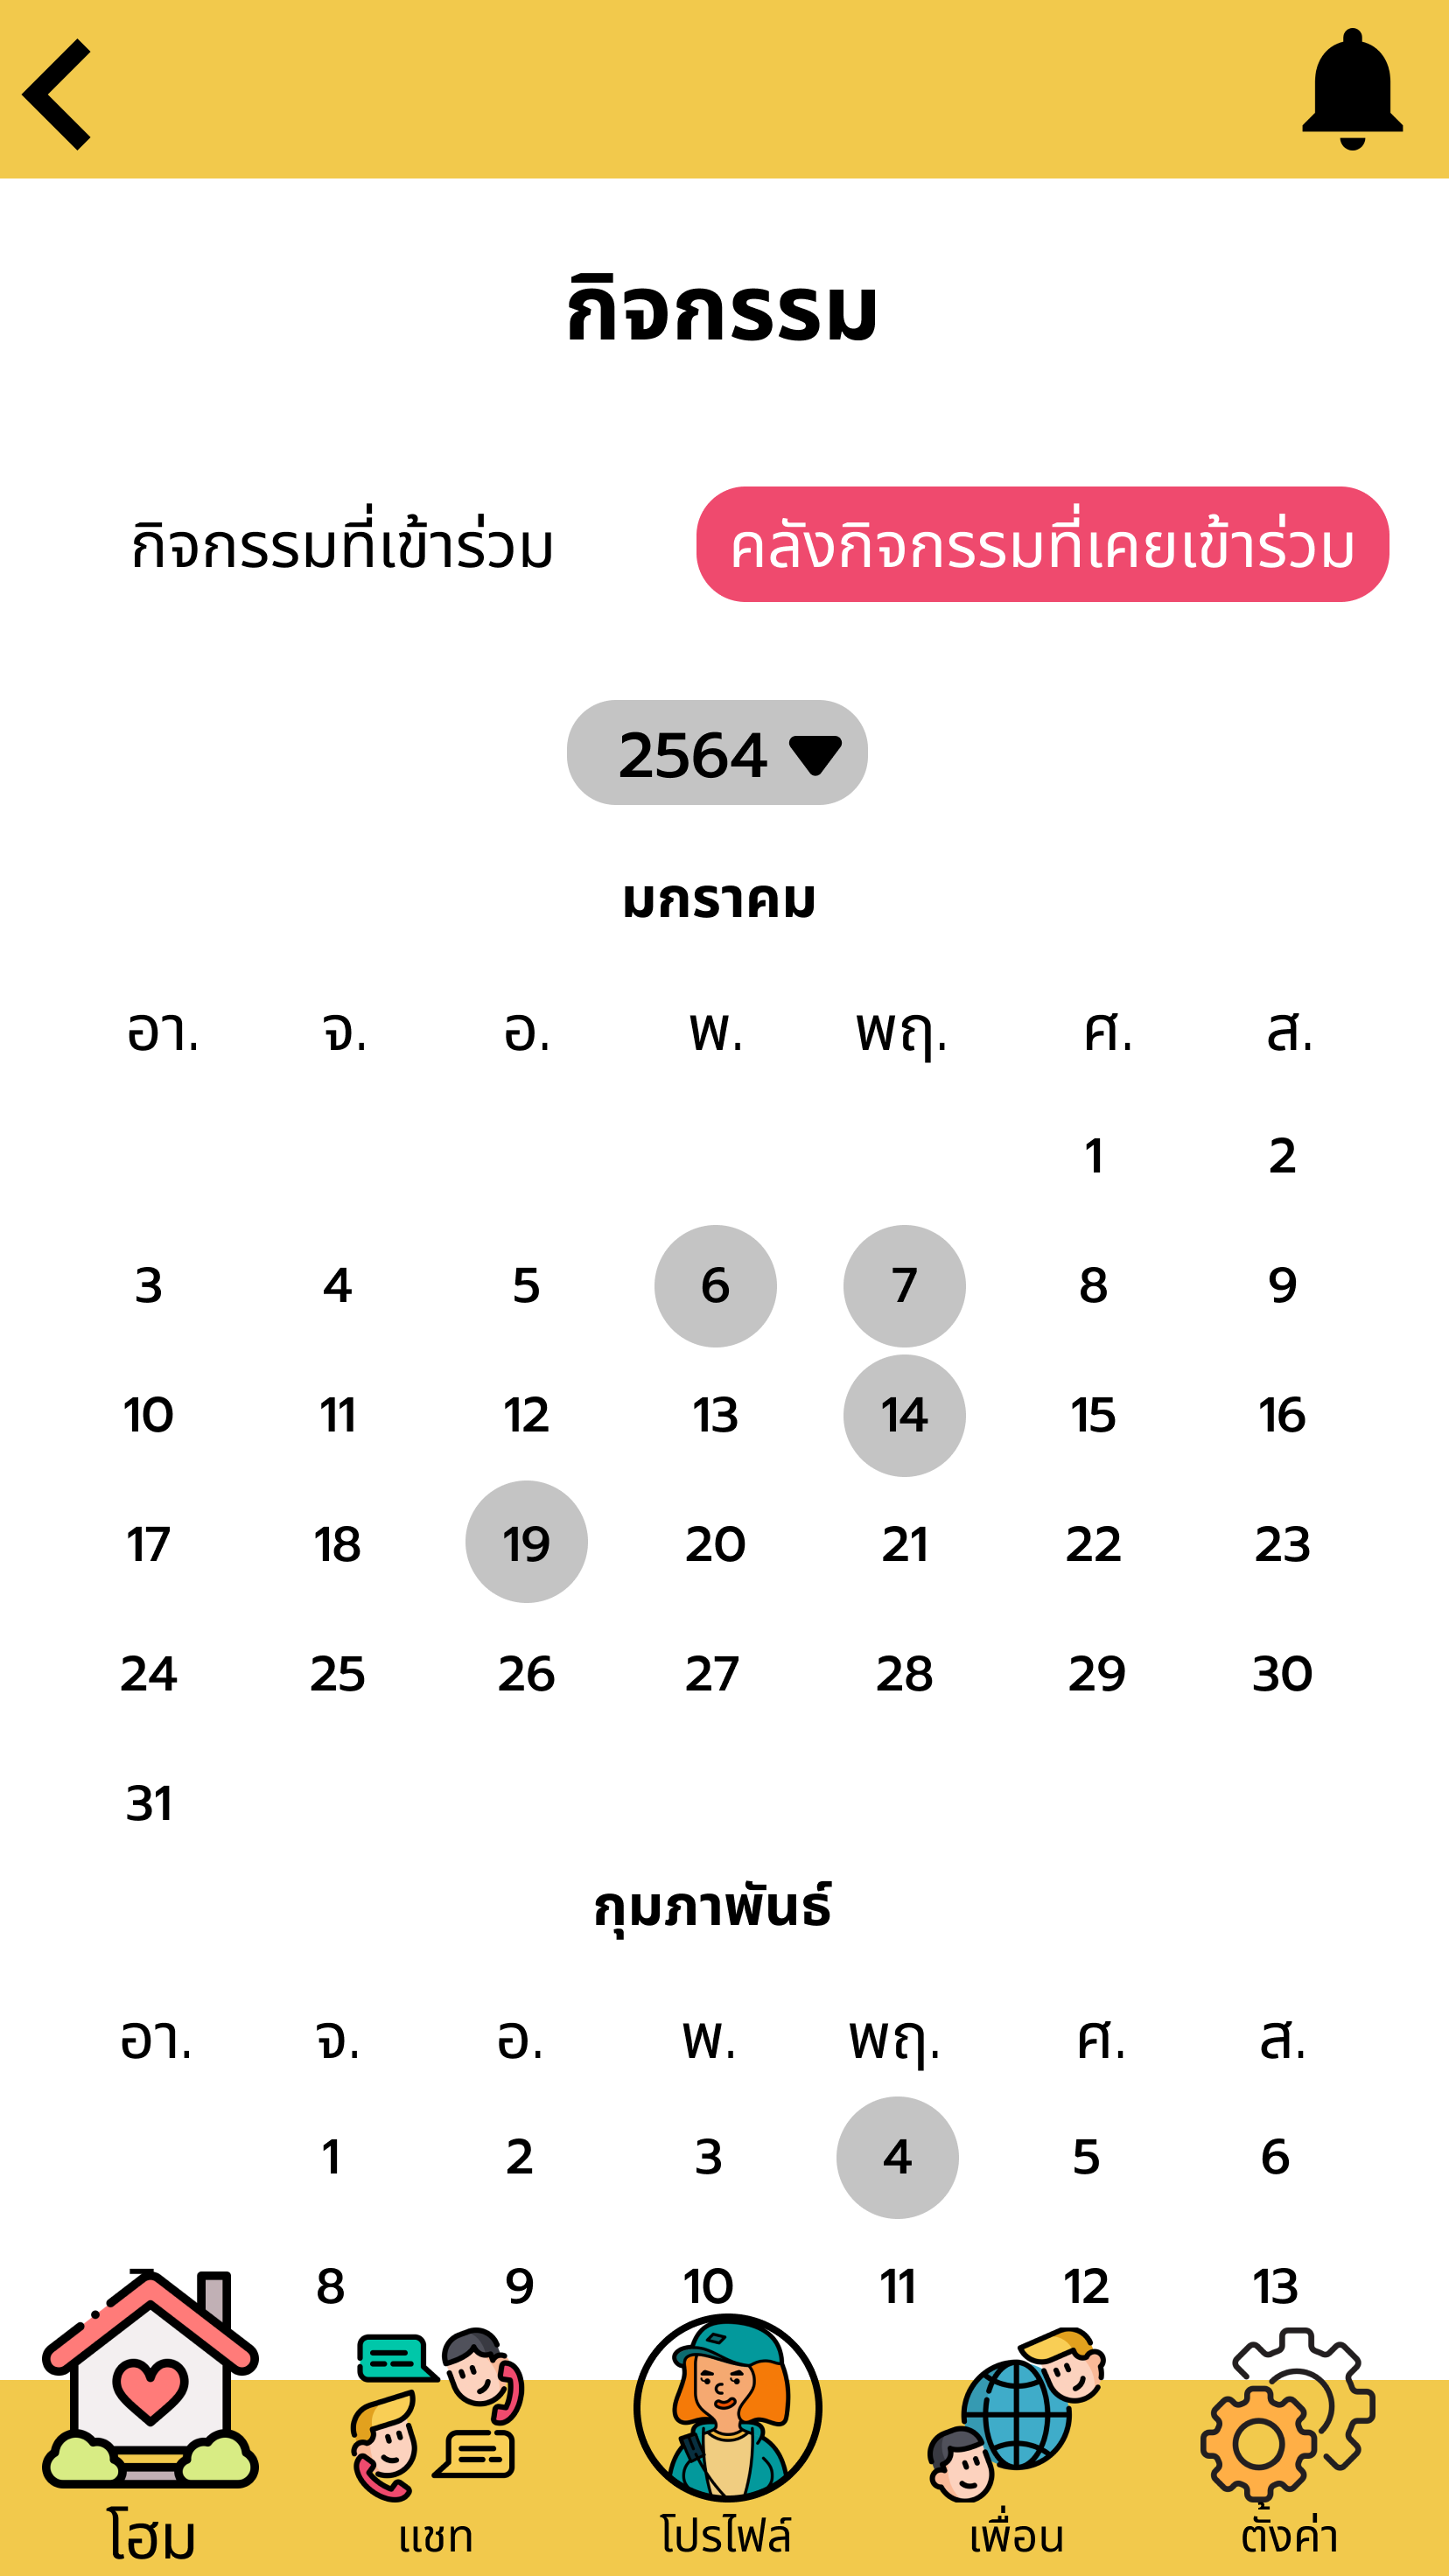 กิจกรรม
กิจกรรมที่เข้าร่วม คลังกิจกรรมที่เคยเข้าร่วม
2564
มกราคม
อา. จ. อ. พ. พฤ. ศ. ส.
1 2
3 4 5 6 7 8 9
10 11 12 13 14 15 16
17 18 19 20 21 22 23
24 25 26 27 28 29 30
31
กุมภาพันธ์
อา. จ. อ. พ. พฤ. ศ. ส.
1 2 3 4 5 6
8 9 10 11 12 13
โฮม แชท โปรไฟล์ เพื่อน ตั้งค่า